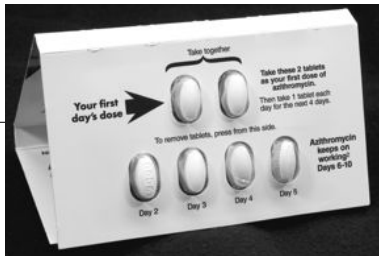 Take together
Your first
day's dose
Take these 2 tablets
as your first dose of
azithromycin.
Then take 1 tablet each
day for the next 4 days.
To remove tablets, press from this side.
Azithromycin
keeps on
working
Days 6-10
Day 2
Day 3
Day 4
Day 5